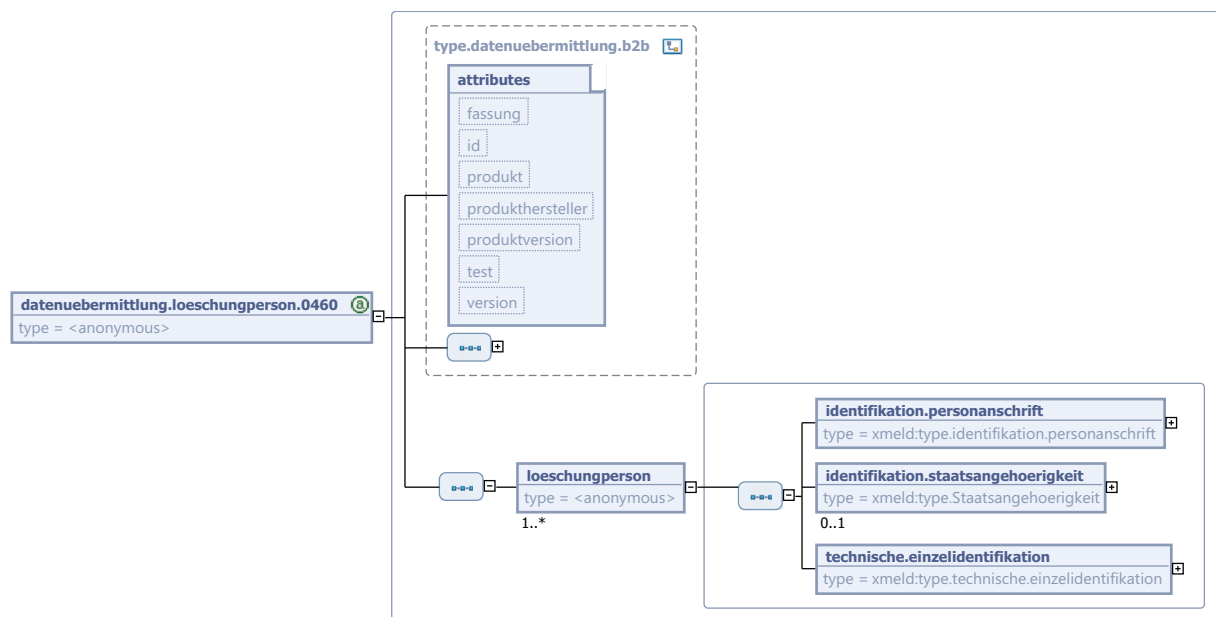 type.datenuebermittlung.b2b
attributes
fassung
id
produkt
produkthersteller
produktversion
test
version
datenuebermittlung.loeschungperson.0460 @
type = <anonymous>
loeschungperson
type = <anonymous>
1..*
identifikation.personanschrift
type = xmeld:type.identifikation.personanschrift
identifikation.staatsangehoerigkeit
type = xmeld:type.Staatsangehoerigkeit
0..1
technische.einzelidentifikation
type = xmeld:type.technische.einzelidentifikation